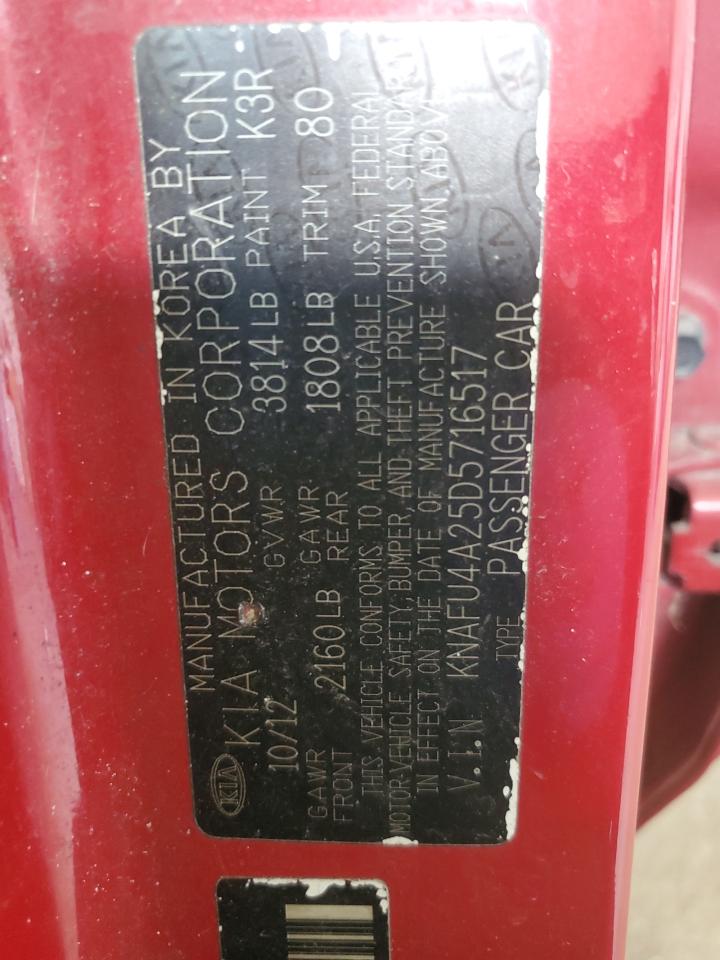 MANUFACTURED IN KOREA BY
KIA KIA MOTORS CORPORATION
10/12 GVWR 3814LB PAINT K3R
GAWR FRONT 2160LB GAWR REAR 1808LB TRIM 80
THIS VEHICLE CONFORMS TO ALL APPLICABLE U.S.A. FEDERAL
MOTOR-VEHICLE SAFETY, BUMPER, AND THEFT PREVENTION
IN EFFECT ON THE DATE OF MANUFACTURE SHOWN ABOVE
V.I.N KNAFU4A25D5716517
TYPE PASSENGER CAR